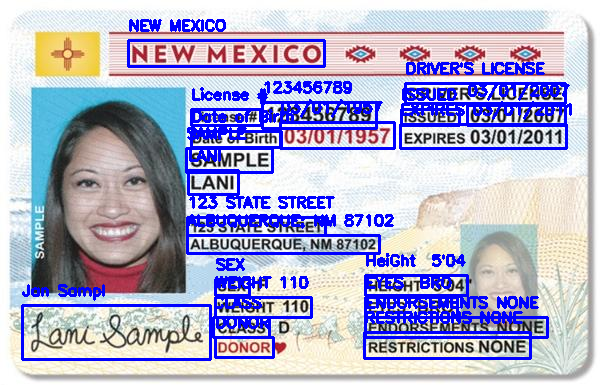 NEW MEXICO
NEW MEXICO
DRIVER'S LICENSE
License # 123456789
123456789
ISSUED 03/01/2007
ISSUED 03/01/2007
EXPIRES 03/01/2011
EXPIRES 03/01/2011
Date of Birth 03/01/1957
Date of Birth 03/01/1957
SAMPLE
SAMPLE
LANI
LANI
SAMPLE
123 STATE STREET
ALBUQUERQUE, NM 87102
123 STATE STREET
ALBUQUERQUE, NM 87102
SEX
HeiGht 5'04
WEIGHT 110
EYES BRO
HEIGHT 5'04"
WEIGHT 110
CLASS
ENDORSEMENTS NONE
CLASS D
DONOR
RESTRICTIONS NONE
ENDORSEMENTS NONE
DONOR
RESTRICTIONS NONE
Jan Sampl
Lani Sample